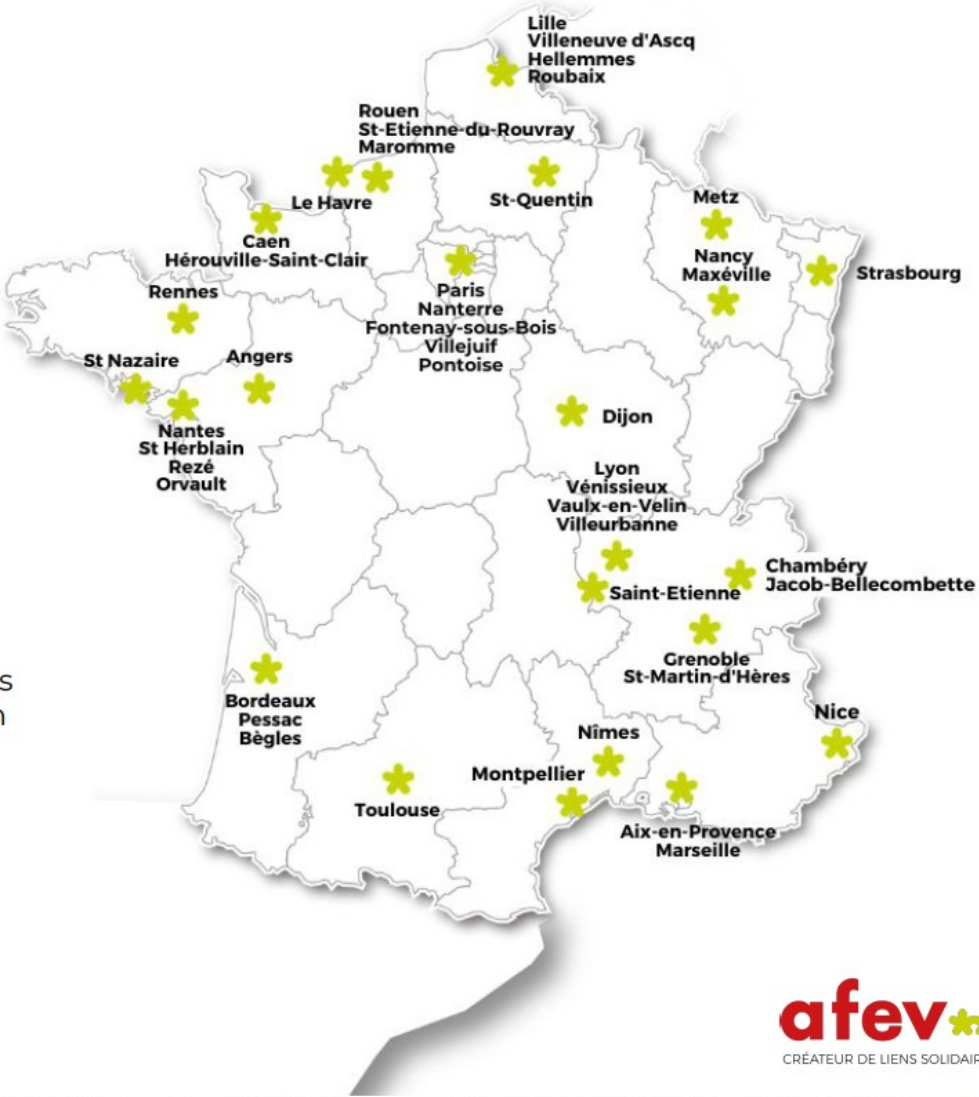 Lille
Villeneuve d'Ascq
Hellemmes
Roubaix
Rouen
St-Etienne-du-Rouvray
Maromme
Le Havre
St-Quentin
Metz
Caen
Hérouville-Saint-Clair
Nancy
Maxéville
Strasbourg
Rennes
Paris
Nanterre
Fontenay-sous-Bois
Villejuif
Pontoise
St Nazaire
Angers
Nantes
St Herblain
Rezé
Orvault
Dijon
Lyon
Vénissieux
Vaulx-en-Velin
Villeurbanne
Chambéry
Jacob-Bellecombette
Saint-Etienne
Grenoble
St-Martin-d'Hères
Bordeaux
Pessac
Bègles
Nice
Nîmes
Montpellier
Toulouse
Aix-en-Provence
Marseille
afev
CRÉATEUR DE LIENS